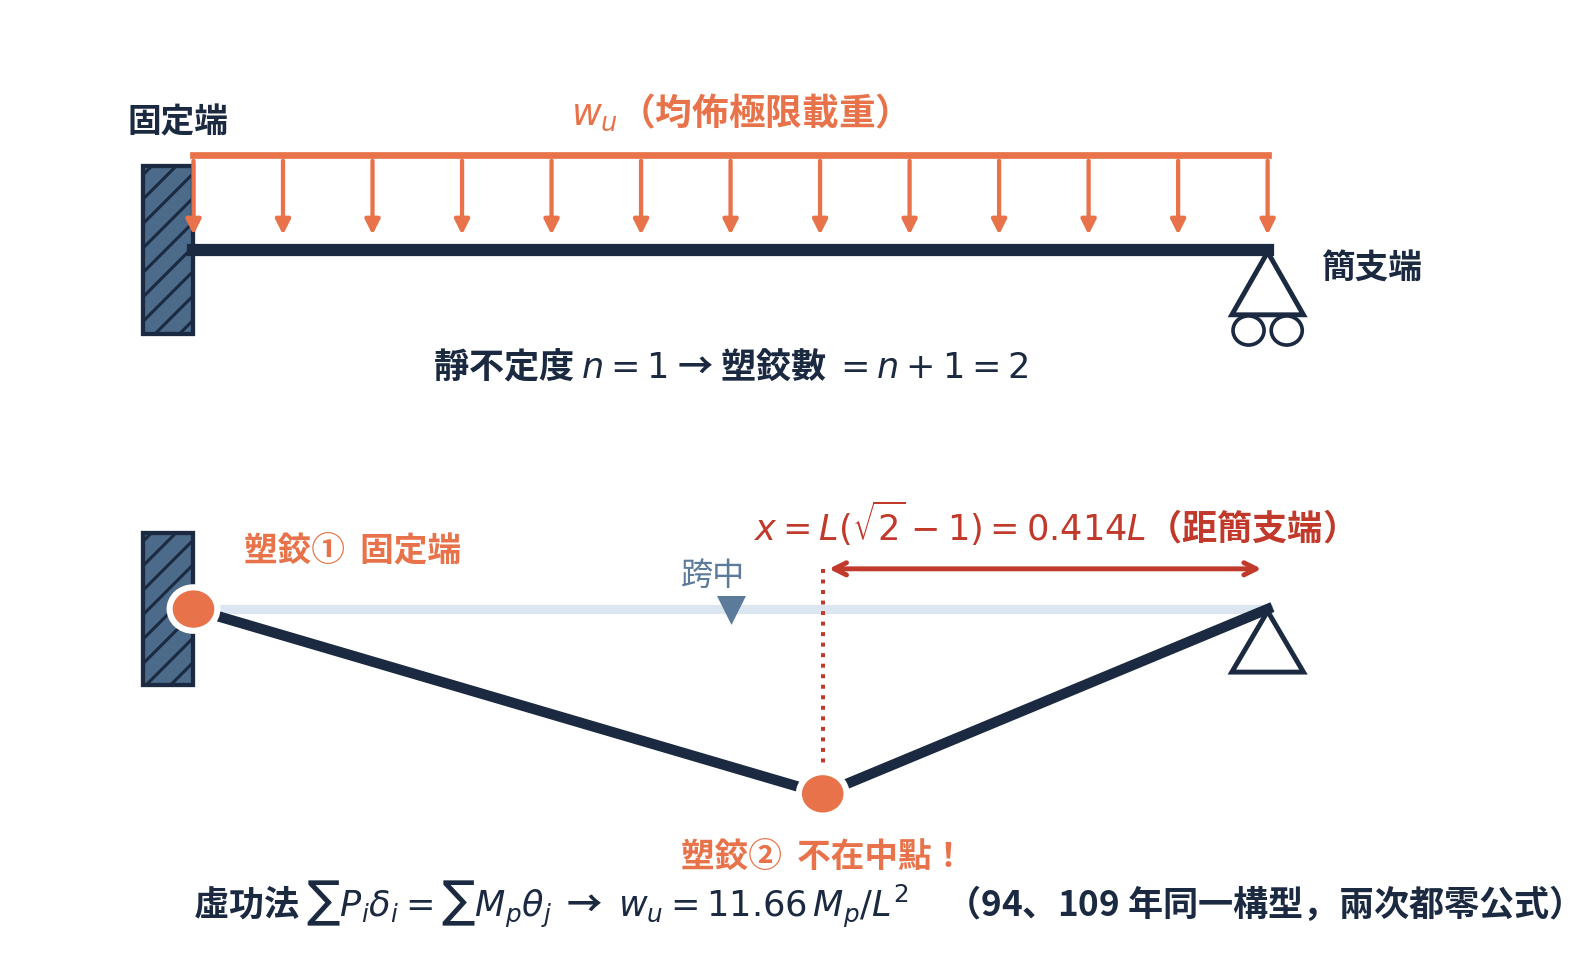 固定端
w_u（均佈極限載重）
簡支端
靜不定度 n = 1 → 塑鉸數 = n + 1 = 2
x = L(√2 − 1) = 0.414L（距簡支端）
塑鉸① 固定端
跨中
塑鉸② 不在中點！
虛功法 ∑P_iδ_i = ∑M_pθ_j → w_u = 11.66 M_p/L²　（94、109 年同一構型，兩次都零公式）